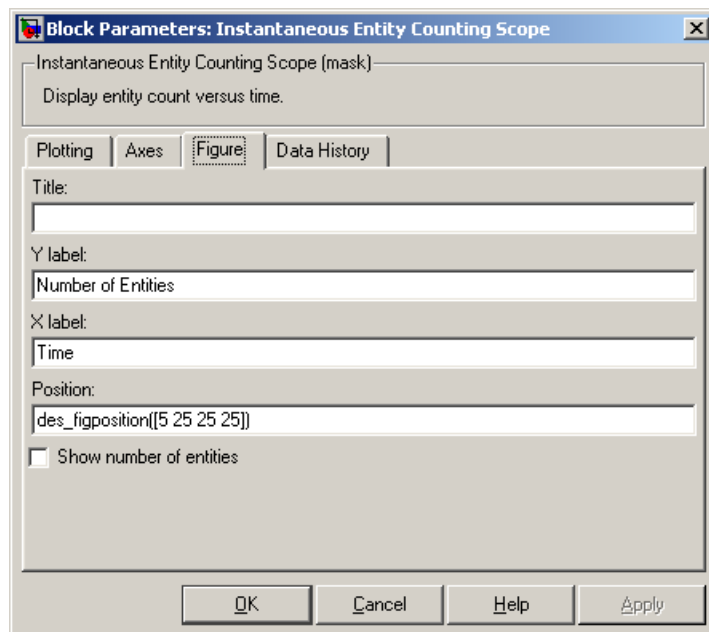 Block Parameters: Instantaneous Entity Counting Scope
Instantaneous Entity Counting Scope (mask)
Display entity count versus time.
Plotting Axes Figure Data History
Title:
Y label:
Number of Entities
X label:
Time
Position:
des_figposition([5 25 25 25])
Show number of entities
OK Cancel Help Apply